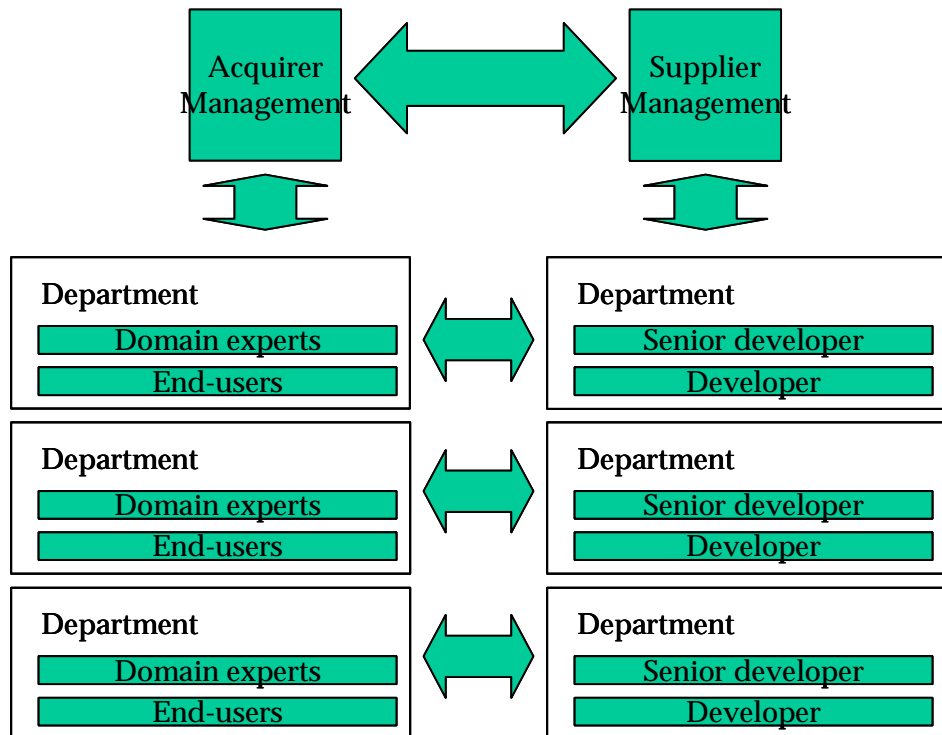 Acquirer
Management
Supplier
Management
Department
Domain experts
End-users
Department
Senior developer
Developer
Department
Domain experts
End-users
Department
Senior developer
Developer
Department
Domain experts
End-users
Department
Senior developer
Developer